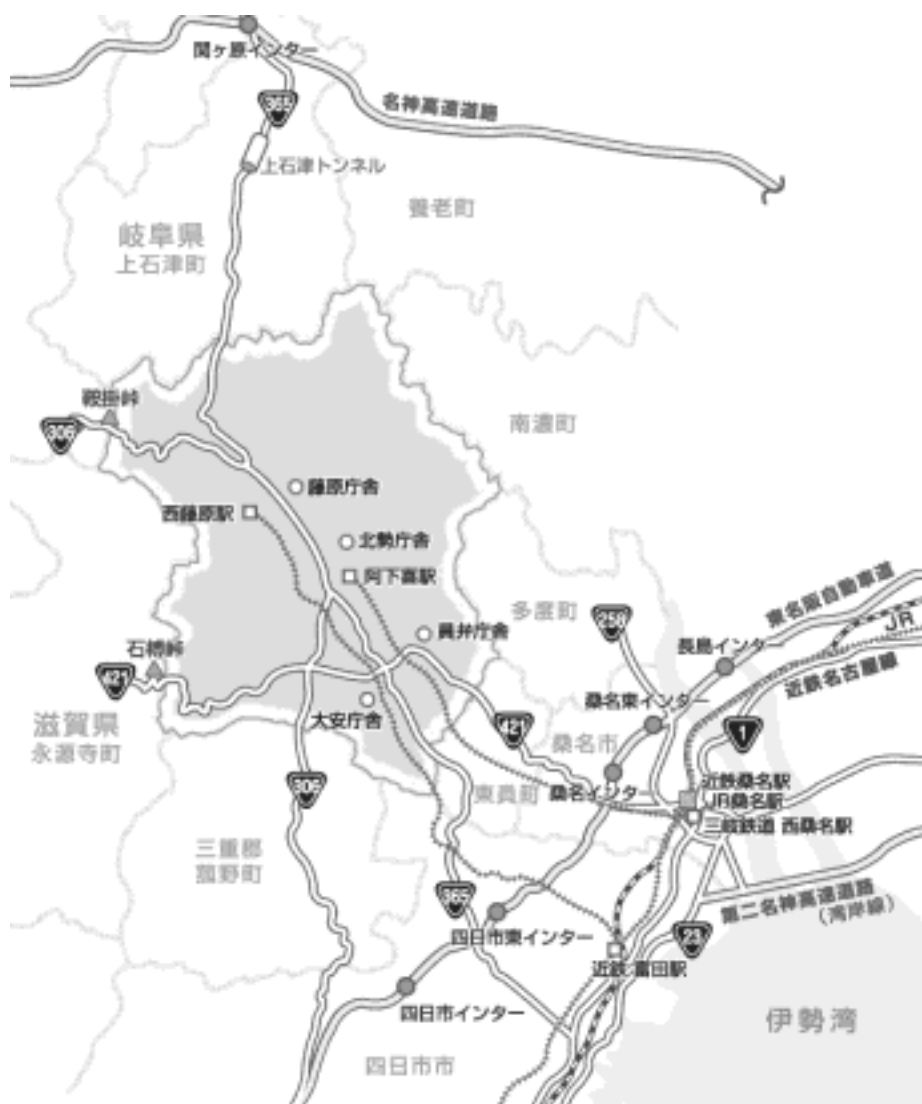 関ヶ原インター
365
名神高速道路
上石津トンネル
養老町
岐阜県
上石津町
鞍掛峠
306
南濃町
藤原庁舎
西藤原駅
北勢庁舎
阿下喜駅
東名阪自動車道
多度町
258
JR
員弁庁舎
長島インター
石榑峠
近鉄名古屋線
421
桑名東インター
大安庁舎
421
1
滋賀県
永源寺町
桑名市
306
近鉄桑名駅
東員町
桑名インター
JR桑名駅
三岐鉄道 西桑名駅
三重郡
菰野町
365
第二名神高速道路
(湾岸線)
四日市東インター
23
近鉄 富田駅
四日市インター
伊勢湾
四日市市